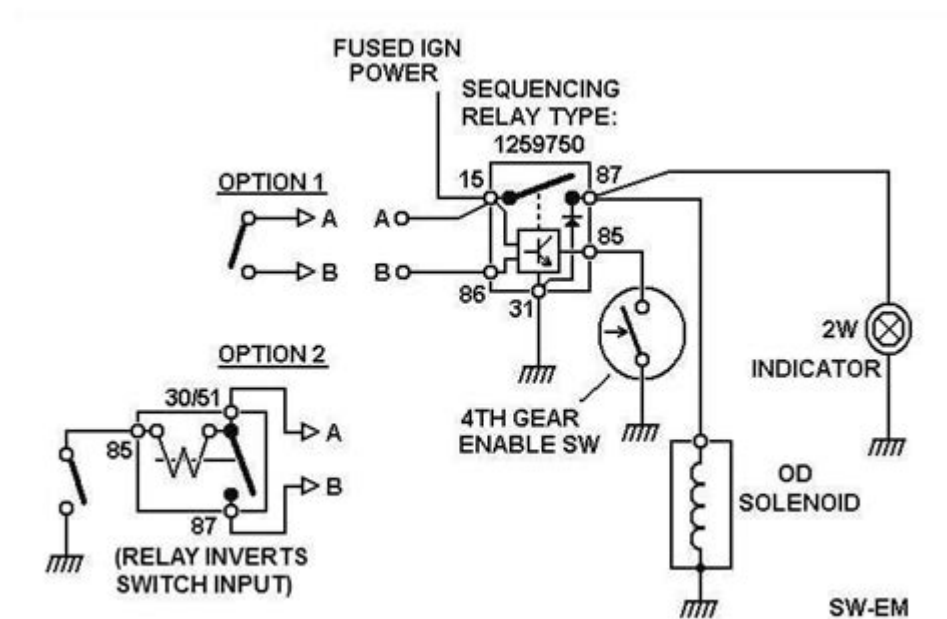 FUSED IGN
POWER
SEQUENCING
RELAY TYPE:
1259750
OPTION 1
15
87
A
A
85
B
B
86
31
OPTION 2
2W
INDICATOR
30/51
4TH GEAR
ENABLE SW
A
85
B
OD
SOLENOID
87
(RELAY INVERTS
SWITCH INPUT)
SW-EM